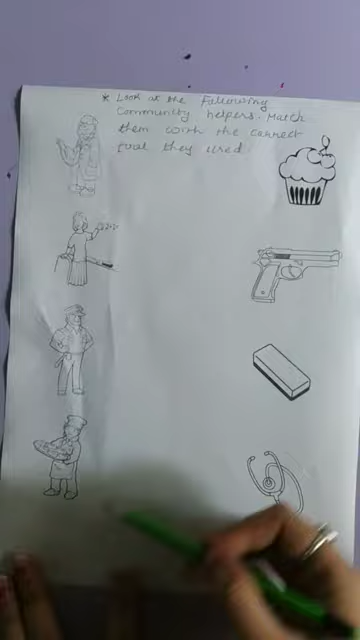 * Look at the following
Community helpers. Match
them with the correct
tool they used.